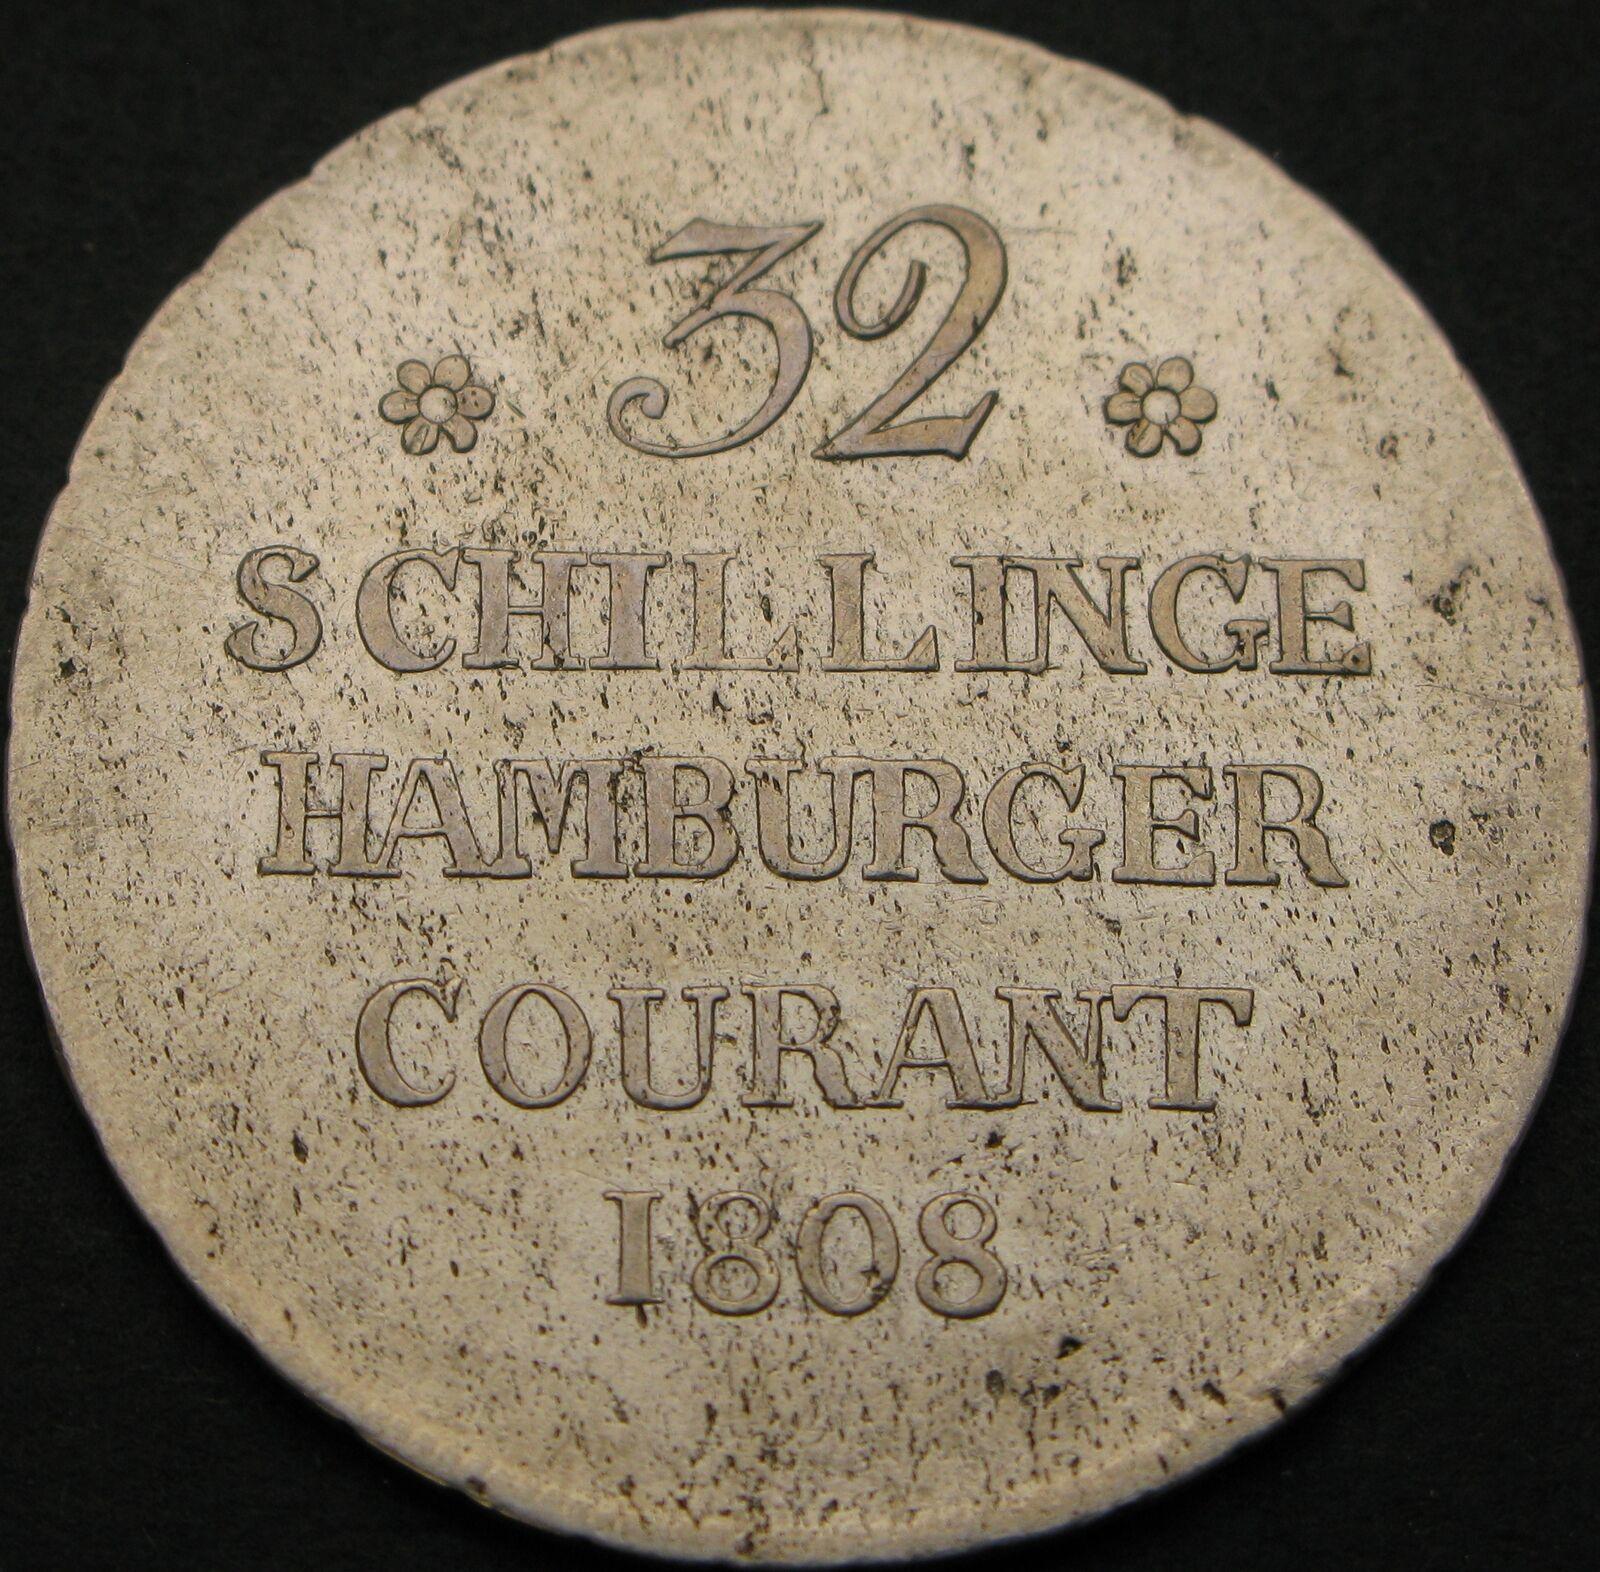 32
SCHILLINGE
HAMBURGER
COURANT
1808